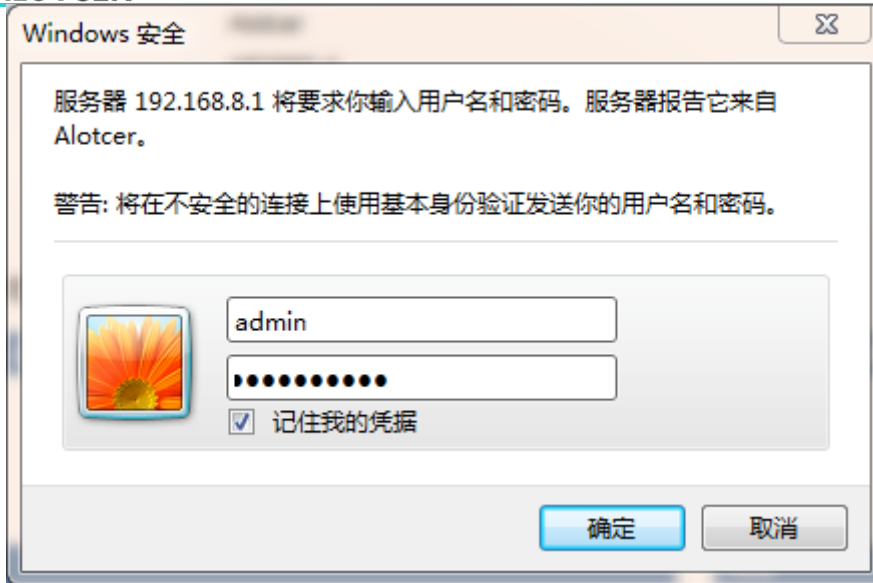 Windows 安全
服务器 192.168.8.1 将要求你输入用户名和密码。服务器报告它来自
Alotcer。
警告: 将在不安全的连接上使用基本身份验证发送你的用户名和密码。
admin
●●●●●●●●●●
记住我的凭据
确定
取消